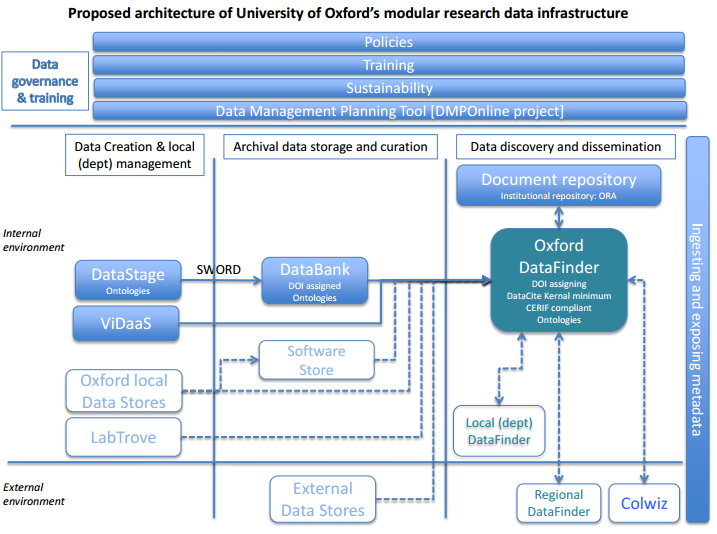 Proposed architecture of University of Oxford's modular research data infrastructure
Data
governance
& training
Policies
Training
Sustainability
Data Management Planning Tool [DMPOnline project]
Data Creation & local
(dept) management
Archival data storage and curation
Data discovery and dissemination
Document repository
Institutional repository: ORA
Internal
environment
Oxford
DataFinder
DOI assigning
DataCite Kernal minimum
CERIF compliant
Ontologies
DataStage
Ontologies
SWORD
DataBank
DOI assigned
Ontologies
ViDaaS
Software
Store
Oxford local
Data Stores
LabTrove
Local (dept)
DataFinder
External
environment
External
Data Stores
Regional
DataFinder
Colwiz
Ingesting and exposing metadata